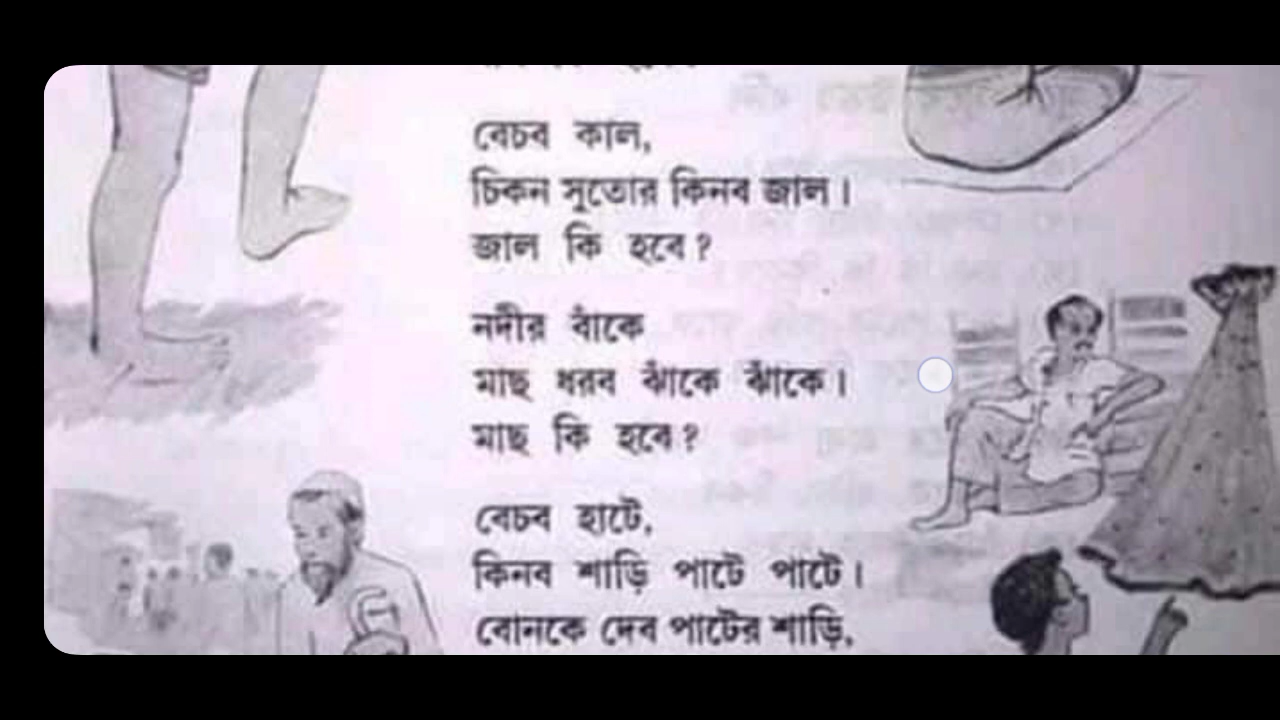 বেচব কাল,
চিকন সুতোর কিনব জাল।
জাল কি হবে?
নদীর বাঁকে
মাছ ধরব ঝাঁকে ঝাঁকে।
মাছ কি হবে?
বেচব হাটে,
কিনব শাড়ি পাটে পাটে।
বোনকে দেব পাটের শাড়ি,